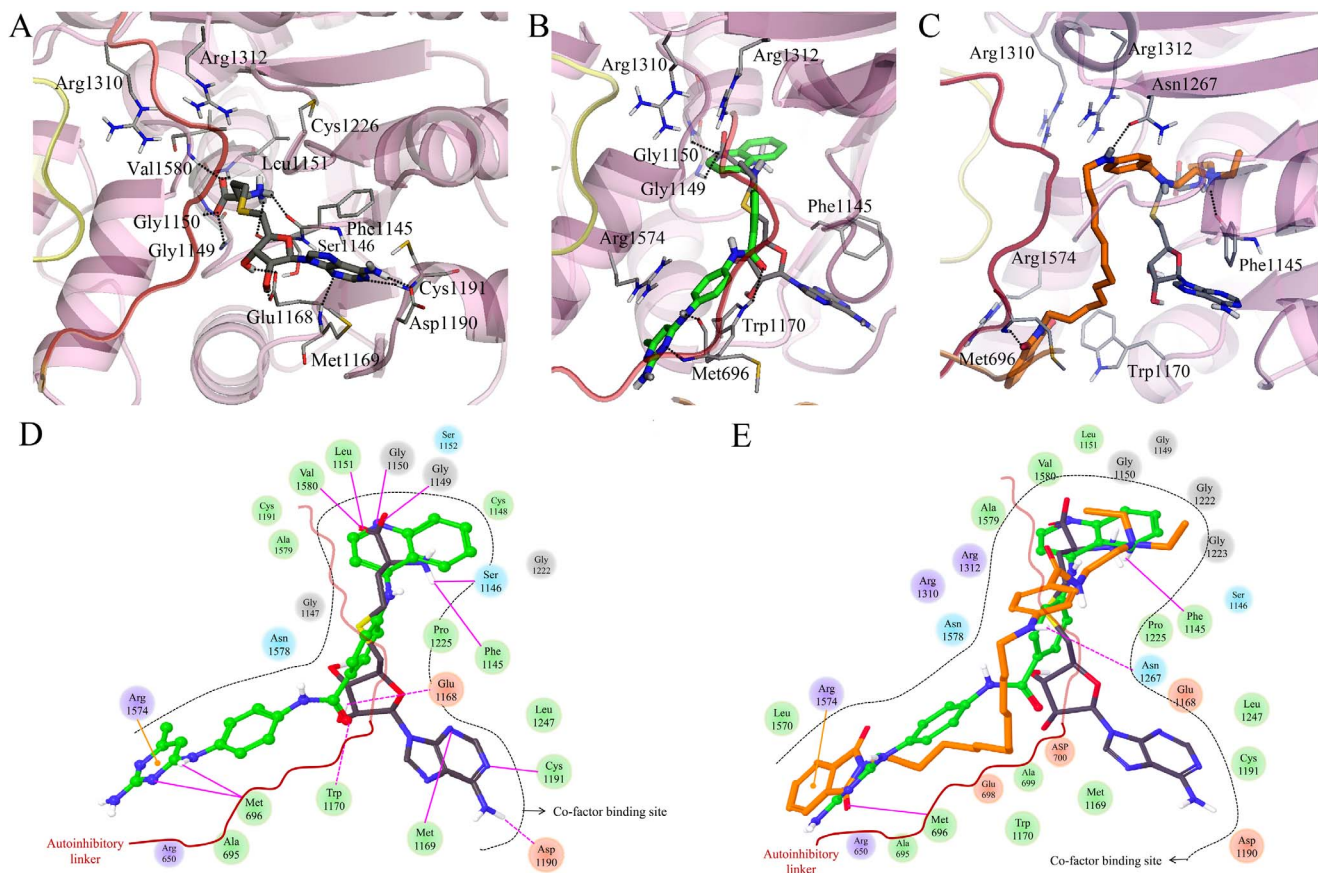 A
Arg1312
Arg1310
Cys1226
Val1580
Leu1151
Gly1150
Phe1145
Gly1149
Ser1146
Cys1191
Glu1168
Asp1190
Met1169
B
Arg1312
Arg1310
Gly1150
Gly1149
Phe1145
Arg1574
Trp1170
Met696
C
Arg1310
Arg1312
Asn1267
Arg1574
Phe1145
Met696
Trp1170
D
Ser
1152
Leu
1151
Gly
1150
Gly
1149
Val
1580
Cys
1191
Cys
1148
Ala
1579
Gly
1222
Ser
1146
Gly
1147
Asn
1578
Pro
1225
Phe
1145
Glu
1168
Arg
1574
Leu
1247
Cys
1191
Trp
1170
Met
696
Met
1169
Co-factor binding site
Autoinhibitory
linker
Arg
650
Ala
695
Asp
1190
E
Leu
1151
Gly
1149
Val
1580
Gly
1150
Gly
1222
Ala
1579
Gly
1223
Arg
1312
Arg
1310
Ser
1146
Asn
1578
Pro
1225
Phe
1145
Asn
1267
Arg
1574
Glu
1168
Leu
1570
Leu
1247
ASP
700
Cys
1191
Glu
698
Ala
699
Met
1169
Met
696
Trp
1170
Autoinhibitory
linker
Arg
650
Ala
695
Asp
1190
Co-factor binding site